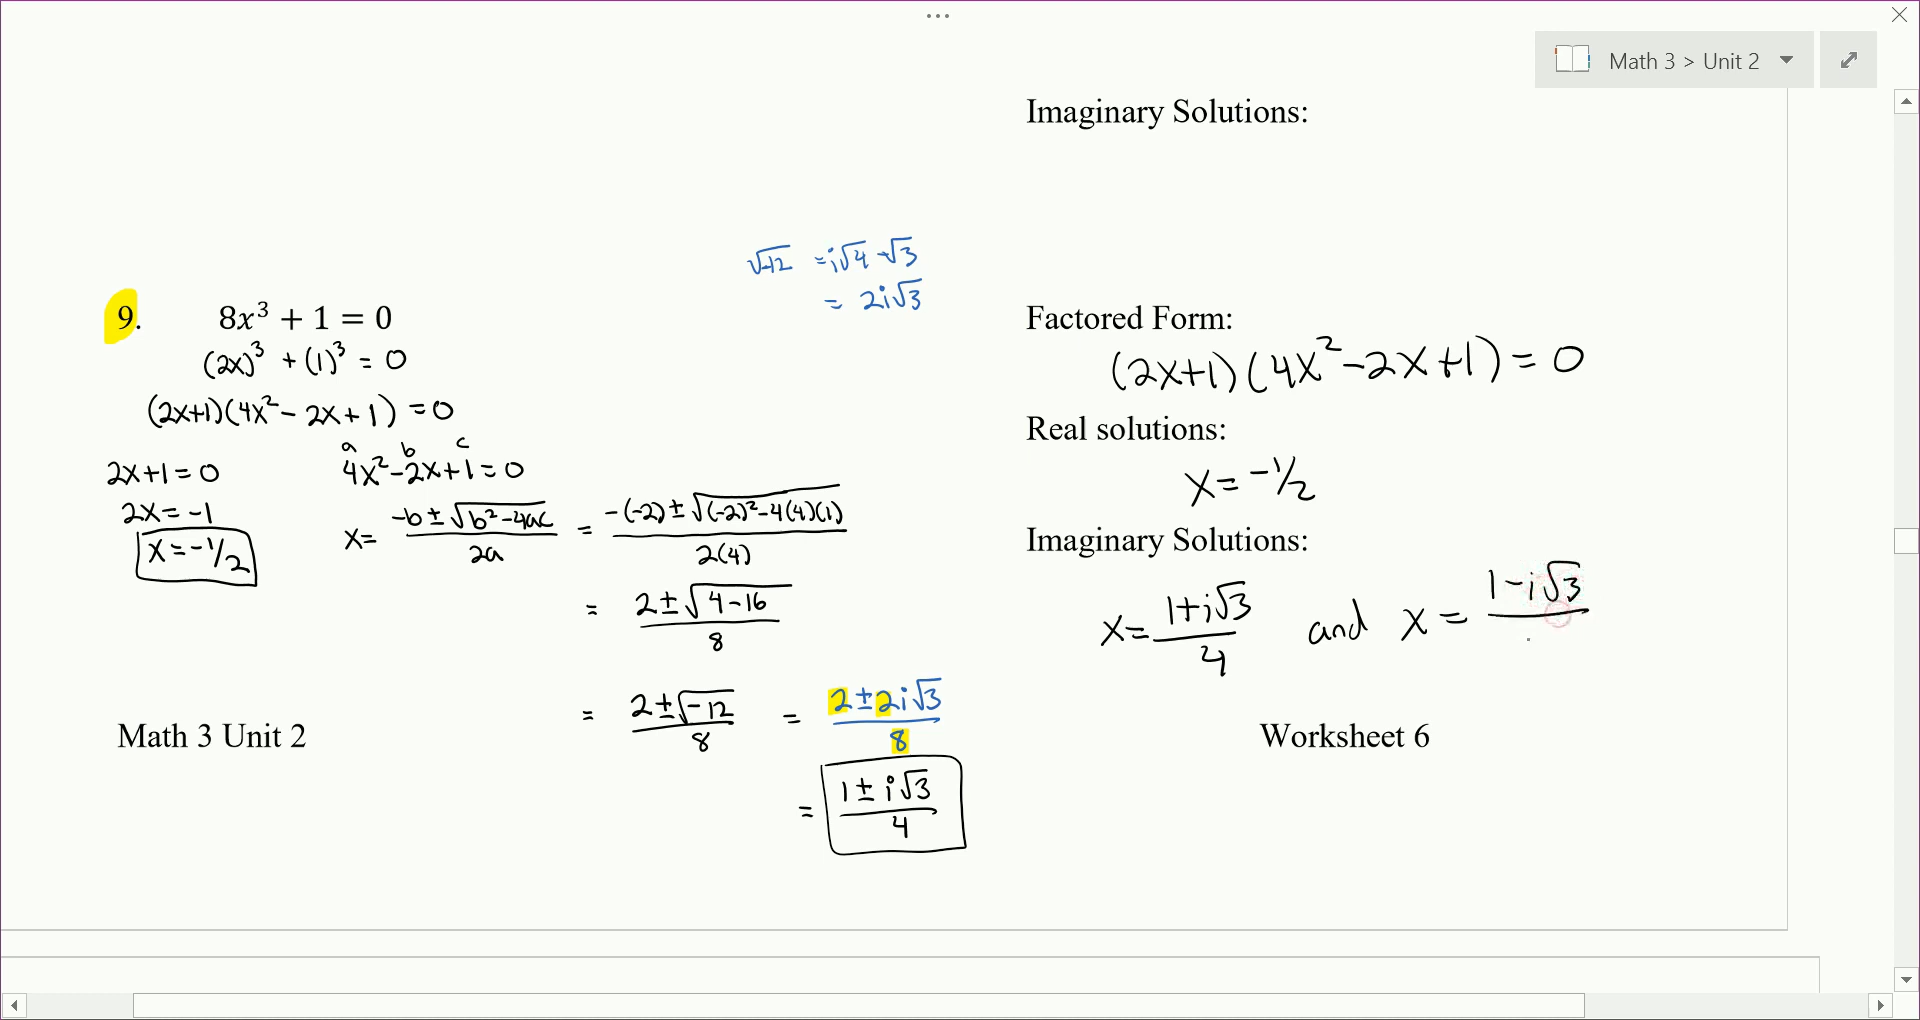 ...
Math 3 > Unit 2
Imaginary Solutions:
√-12 = i√4 · √3
= 2i√3
9. 8x³ + 1 = 0
(2x)³ + (1)³ = 0
(2x+1)(4x² - 2x + 1) = 0
2x+1 = 0
2x = -1
x = -1/2
a b c
4x² - 2x + 1 = 0
x = (-b ± √(b² - 4ac))/(2a) = (-(-2) ± √((-2)² - 4(4)(1)))/(2(4))
= (2 ± √(4-16))/8
= (2 ± √-12)/8 = (2 ± 2i√3)/8
= (1 ± i√3)/4
Factored Form:
(2x+1)(4x² - 2x + 1) = 0
Real solutions:
x = -1/2
Imaginary Solutions:
x = (1+i√3)/4 and x = 1-i√3
Math 3 Unit 2
Worksheet 6